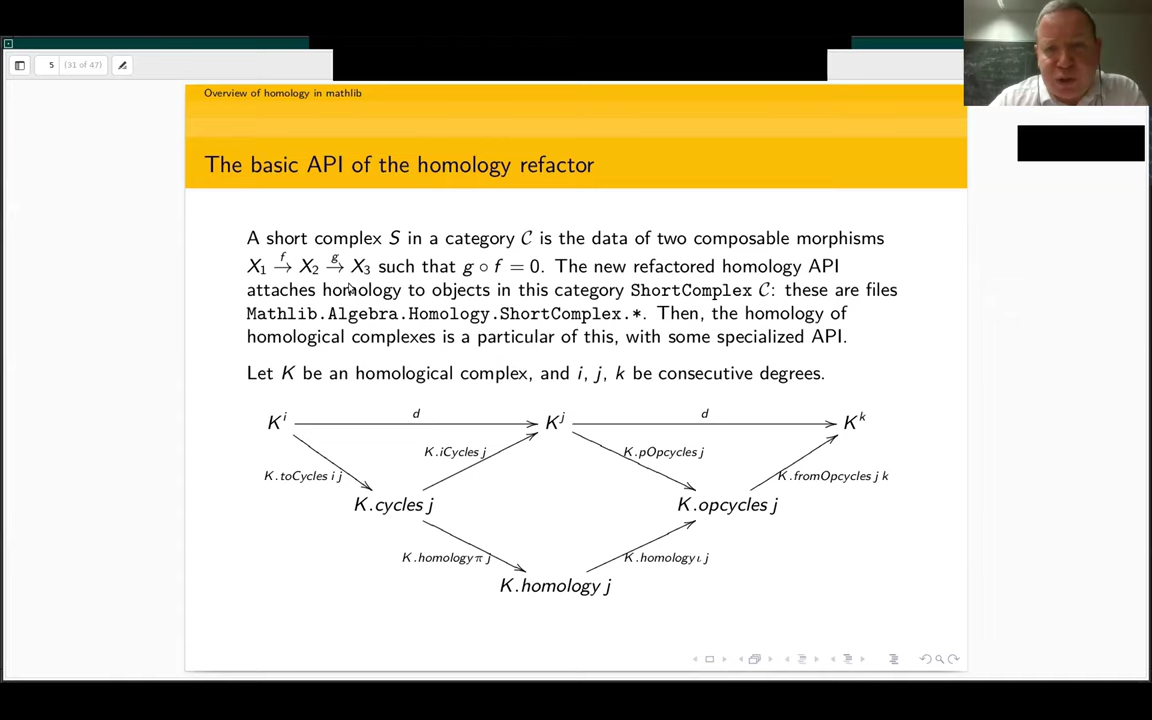 5 (31 of 47)
Overview of homology in mathlib
The basic API of the homology refactor
A short complex S in a category 𝒞 is the data of two composable morphisms
X₁ →^f X₂ →^g X₃ such that g ∘ f = 0. The new refactored homology API
attaches homology to objects in this category ShortComplex 𝒞: these are files
Mathlib.Algebra.Homology.ShortComplex.*. Then, the homology of
homological complexes is a particular of this, with some specialized API.
Let K be an homological complex, and i, j, k be consecutive degrees.
d d
Kⁱ Kʲ Kᵏ
K.iCycles j K.pOpcycles j
K.toCycles i j K.fromOpcycles j k
K.cycles j K.opcycles j
K.homologyπ j K.homologyι j
K.homology j